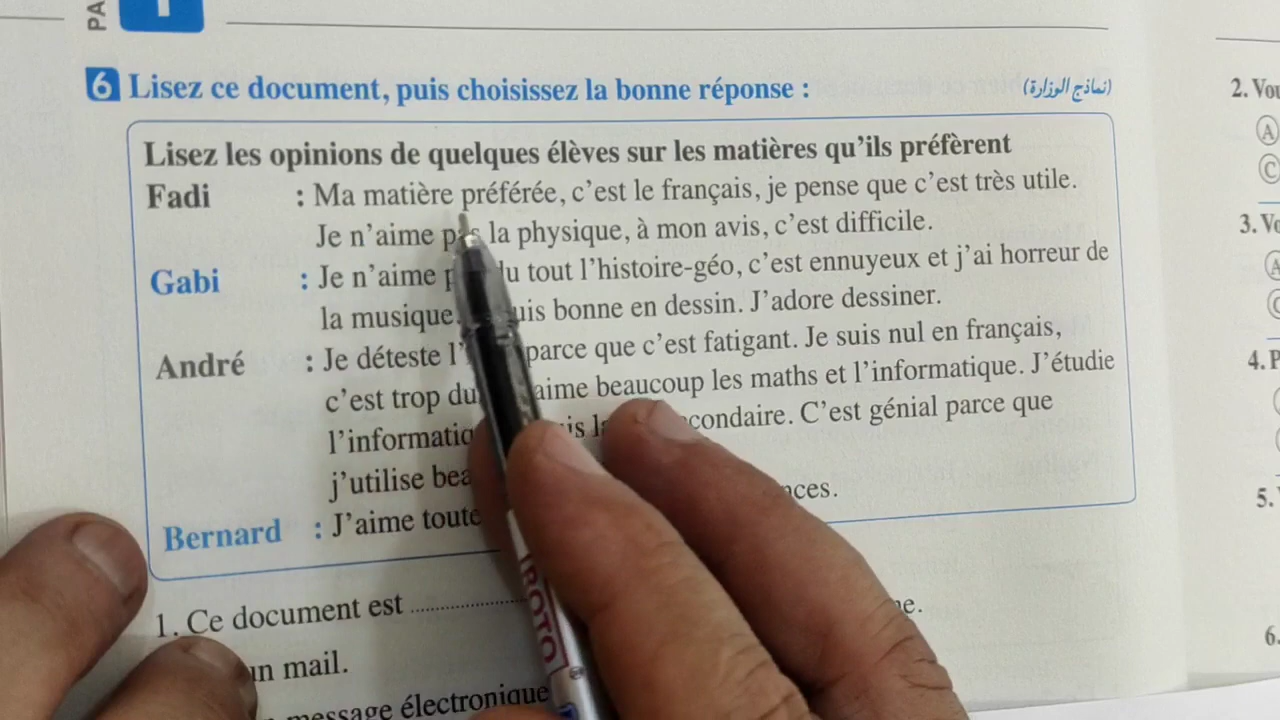 PA
6 Lisez ce document, puis choisissez la bonne réponse : (نماذج الوزارة)
Lisez les opinions de quelques élèves sur les matières qu'ils préfèrent
Fadi : Ma matière préférée, c'est le français, je pense que c'est très utile.
Je n'aime pas la physique, à mon avis, c'est difficile.
Gabi : Je n'aime du tout l'histoire-géo, c'est ennuyeux et j'ai horreur de
la musique. suis bonne en dessin. J'adore dessiner.
André : Je déteste parce que c'est fatigant. Je suis nul en français,
c'est trop aime beaucoup les maths et l'informatique. J'étudie
C'est génial parce que
j'utilise
Bernard : J'aime
1. Ce document est ....................
un mail.
message électronique
2. Vou
A
C
3. Vo
4. P
5.
6.
ROTO